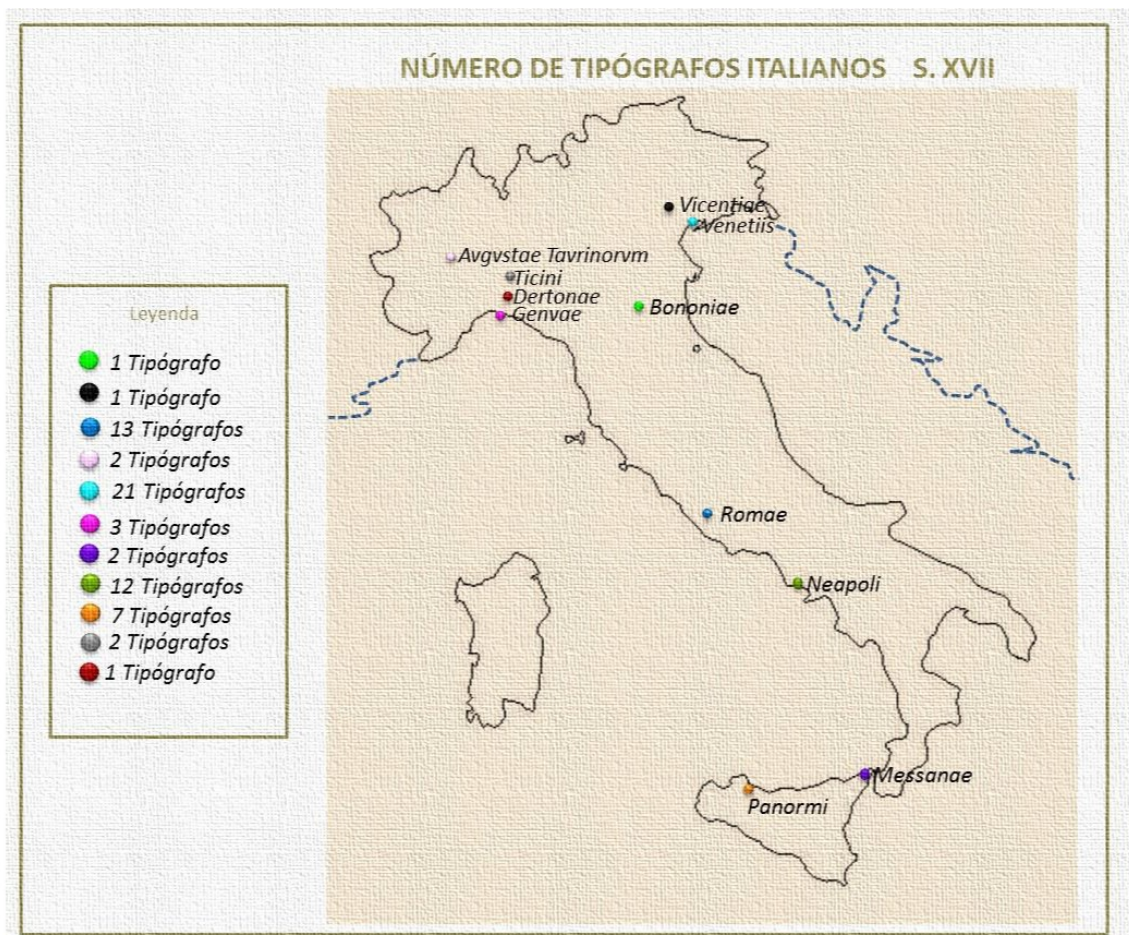 NÚMERO DE TIPÓGRAFOS ITALIANOS S. XVII
Vicentiae
Venetiis
Avgvstae Tavrinorvm
Ticini
Dertonae
Genvae
Bononiae
Romae
Neapoli
Messanae
Panormi
Leyenda
1 Tipógrafo
1 Tipógrafo
13 Tipógrafos
2 Tipógrafos
21 Tipógrafos
3 Tipógrafos
2 Tipógrafos
12 Tipógrafos
7 Tipógrafos
2 Tipógrafos
1 Tipógrafo